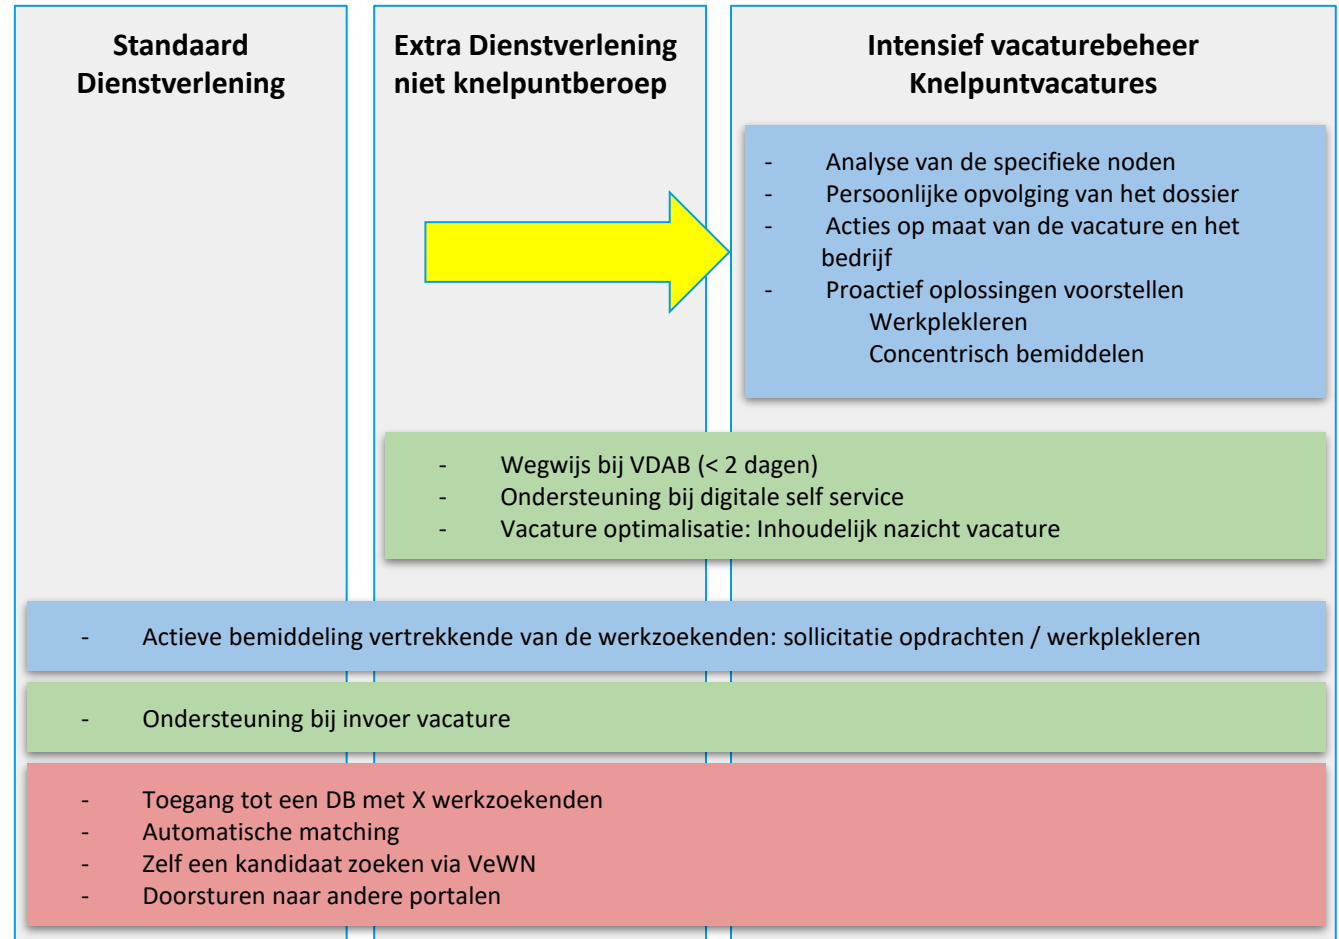 Standaard
Dienstverlening
Extra Dienstverlening
niet knelpuntberoep
Intensief vacaturebeheer
Knelpuntvacatures
- Analyse van de specifieke noden
- Persoonlijke opvolging van het dossier
- Acties op maat van de vacature en het
bedrijf
- Proactief oplossingen voorstellen
Werkplekleren
Concentrisch bemiddelen
- Wegwijs bij VDAB (< 2 dagen)
- Ondersteuning bij digitale self service
- Vacature optimalisatie: Inhoudelijk nazicht vacature
- Actieve bemiddeling vertrekkende van de werkzoekenden: sollicitatie opdrachten / werkplekleren
- Ondersteuning bij invoer vacature
- Toegang tot een DB met X werkzoekenden
- Automatische matching
- Zelf een kandidaat zoeken via VeWN
- Doorsturen naar andere portalen